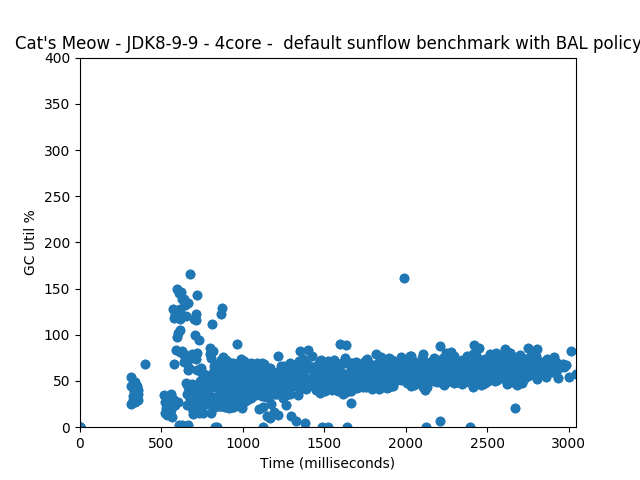 Cat's Meow - JDK8-9-9 - 4core -  default sunflow benchmark with BAL policy
400
350
300
250
200
150
100
50
0
GC Util %
0 500 1000 1500 2000 2500 3000
Time (milliseconds)